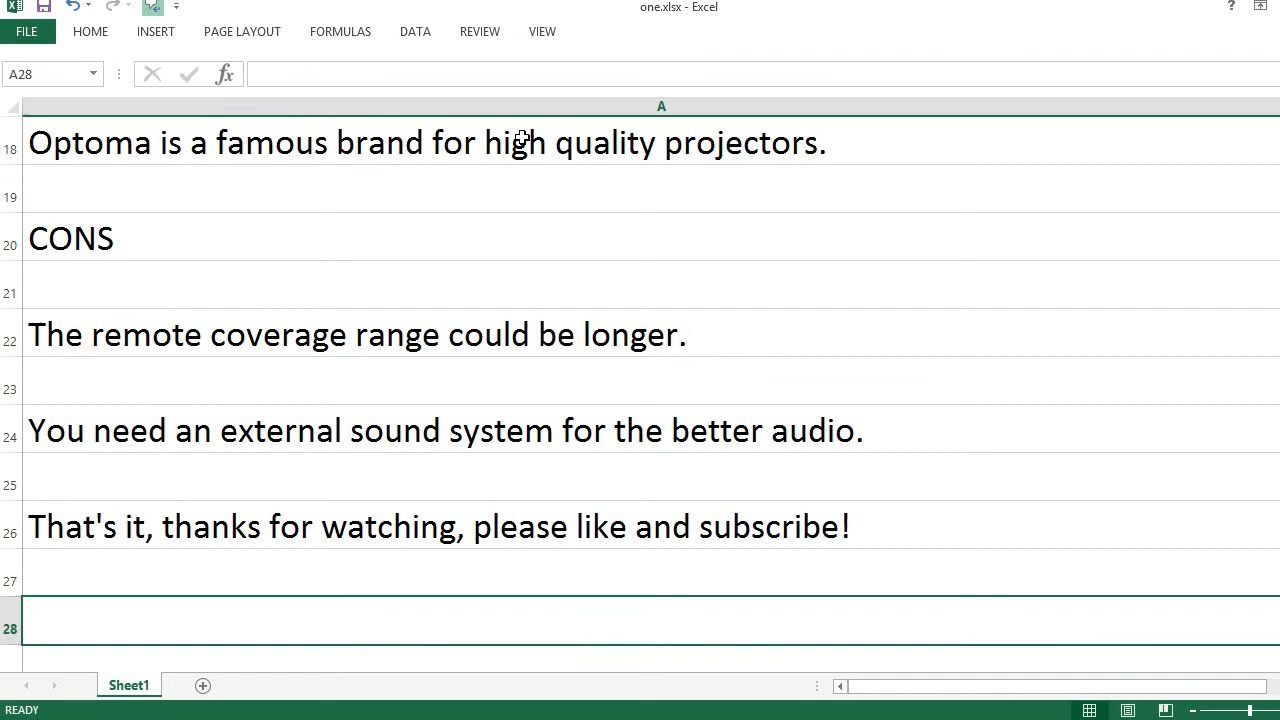 one.xlsx - Excel
?
FILE HOME INSERT PAGE LAYOUT FORMULAS DATA REVIEW VIEW
A28 fx
A
18 Optoma is a famous brand for high quality projectors.
19
20 CONS
21
22 The remote coverage range could be longer.
23
24 You need an external sound system for the better audio.
25
26 That's it, thanks for watching, please like and subscribe!
27
28
Sheet1
READY